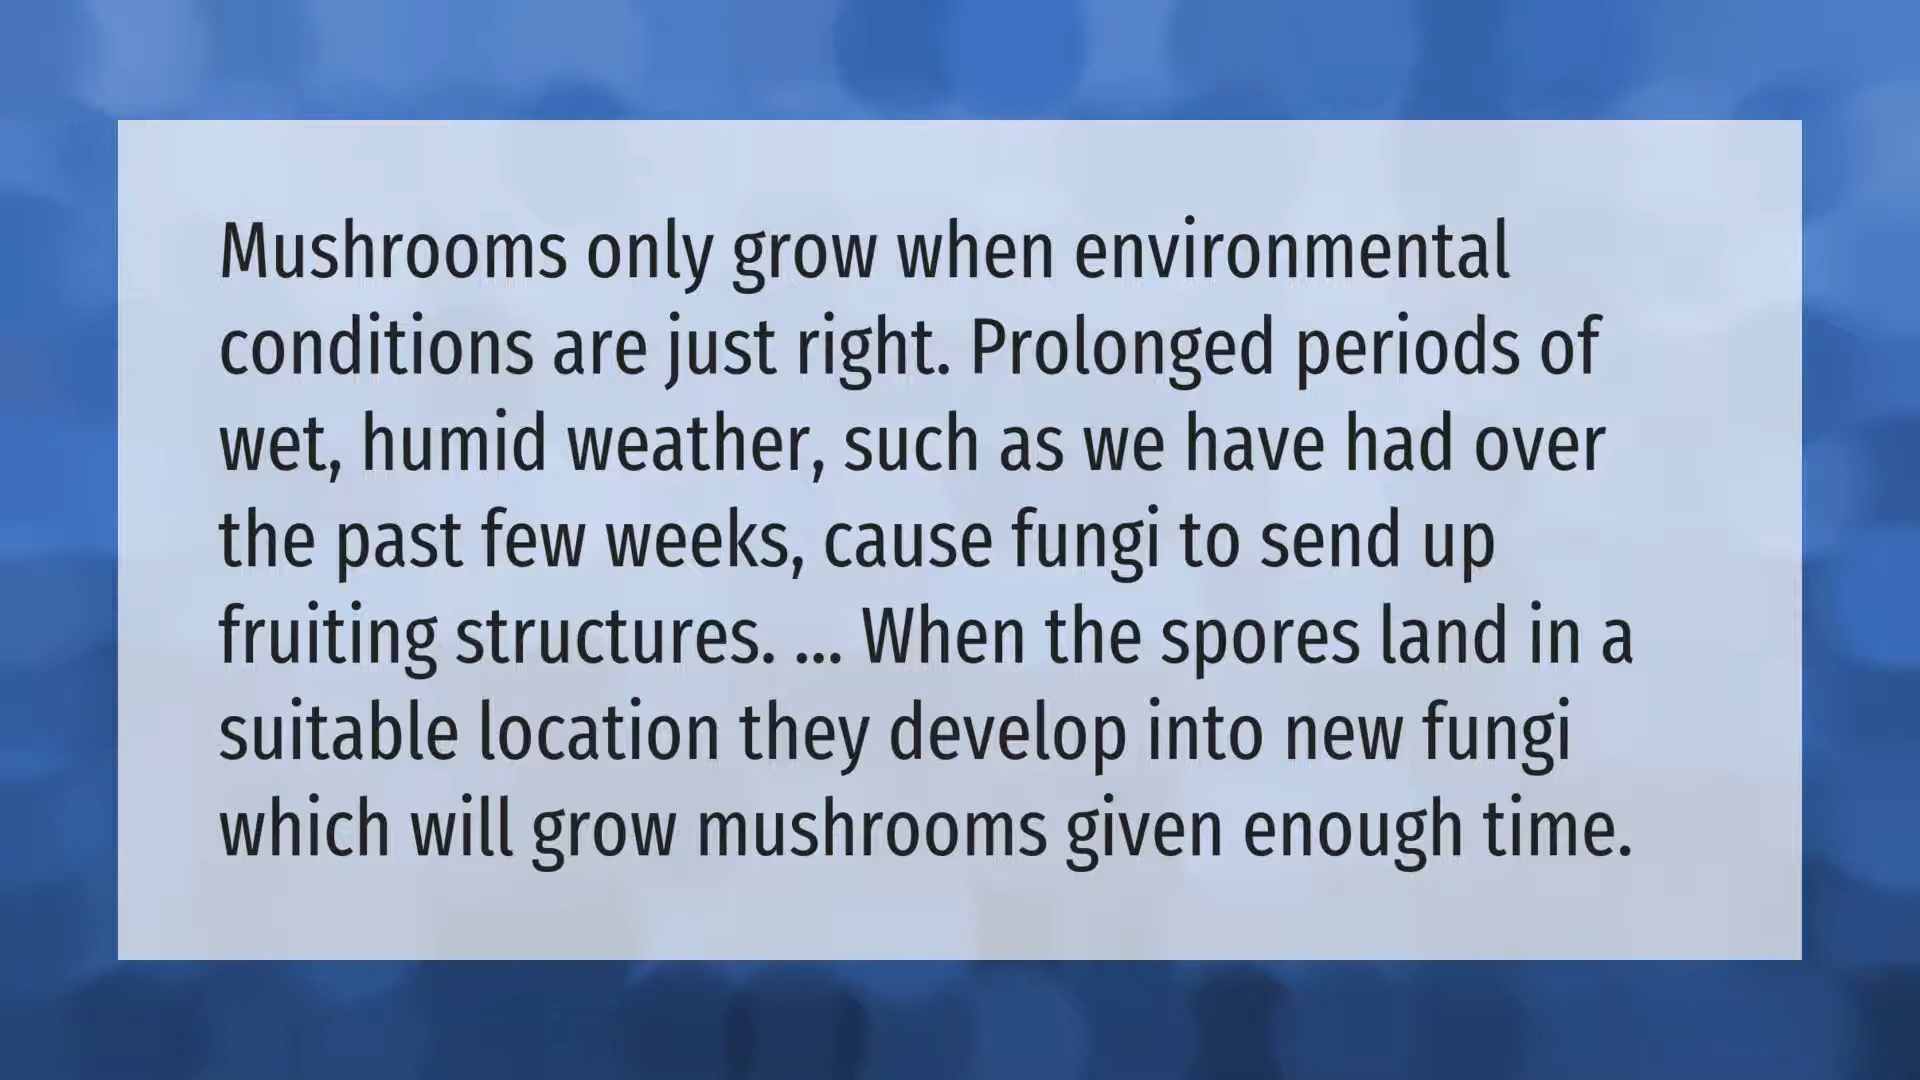 Mushrooms only grow when environmental
conditions are just right. Prolonged periods of
wet, humid weather, such as we have had over
the past few weeks, cause fungi to send up
fruiting structures. ... When the spores land in a
suitable location they develop into new fungi
which will grow mushrooms given enough time.